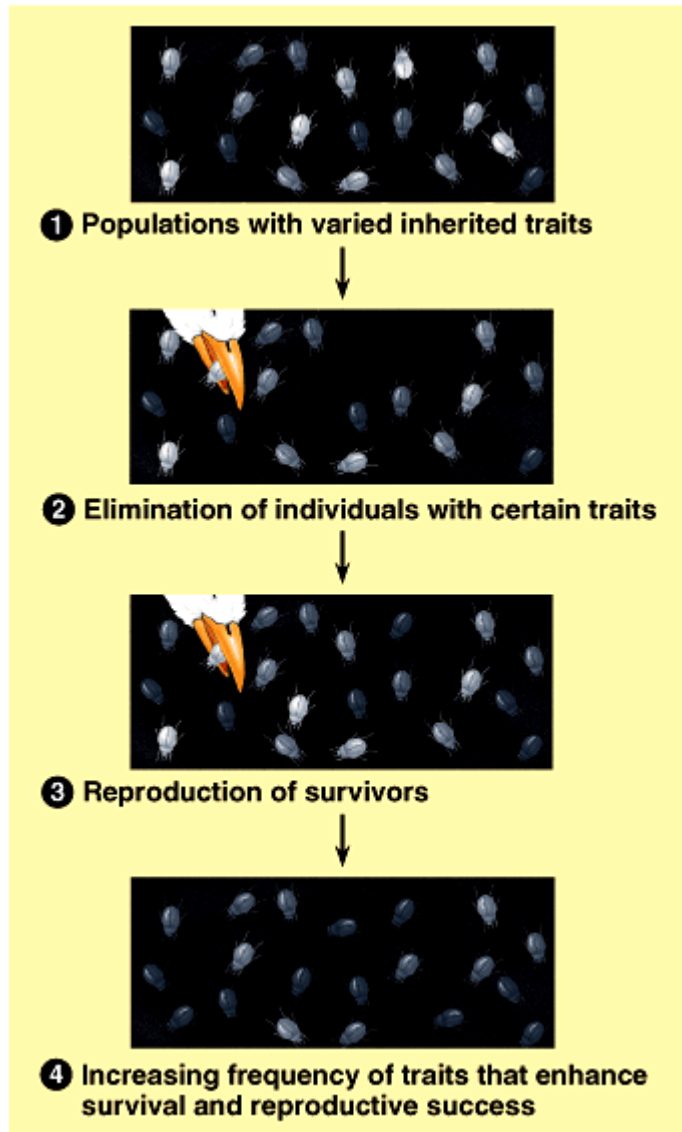 1 Populations with varied inherited traits
2 Elimination of individuals with certain traits
3 Reproduction of survivors
4 Increasing frequency of traits that enhance
survival and reproductive success